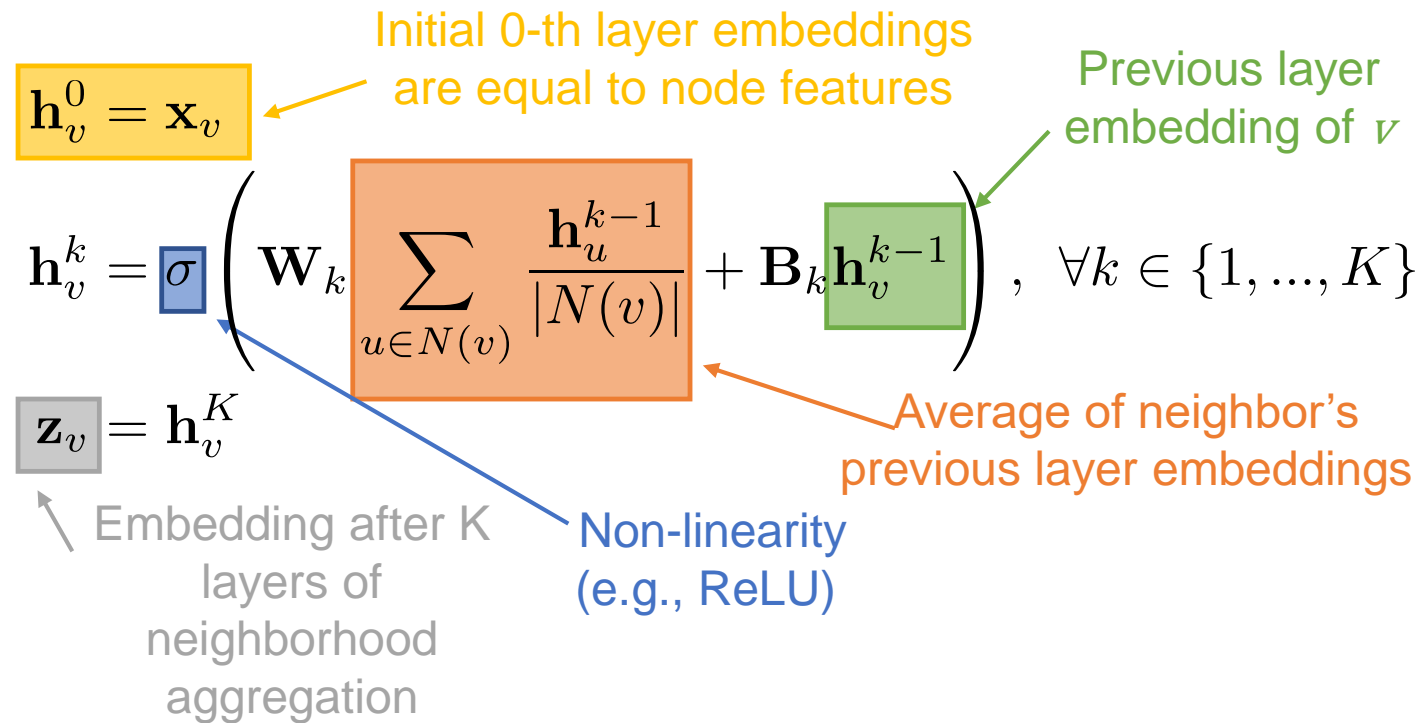 Initial 0-th layer embeddings
are equal to node features
Previous layer
embedding of v
h_v^0 = x_v
h_v^k = σ ( W_k ∑_{u∈N(v)} h_u^{k−1} / |N(v)| + B_k h_v^{k−1} ) , ∀k ∈ {1, ..., K}
z_v = h_v^K
Average of neighbor's
previous layer embeddings
Embedding after K
layers of
neighborhood
aggregation
Non-linearity
(e.g., ReLU)